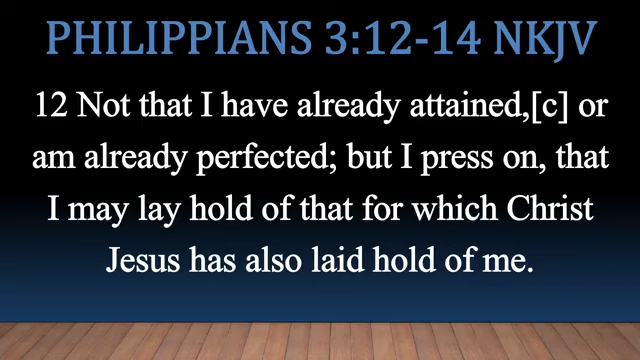 PHILIPPIANS 3:12-14 NKJV
12 Not that I have already attained,[c] or
am already perfected; but I press on, that
I may lay hold of that for which Christ
Jesus has also laid hold of me.